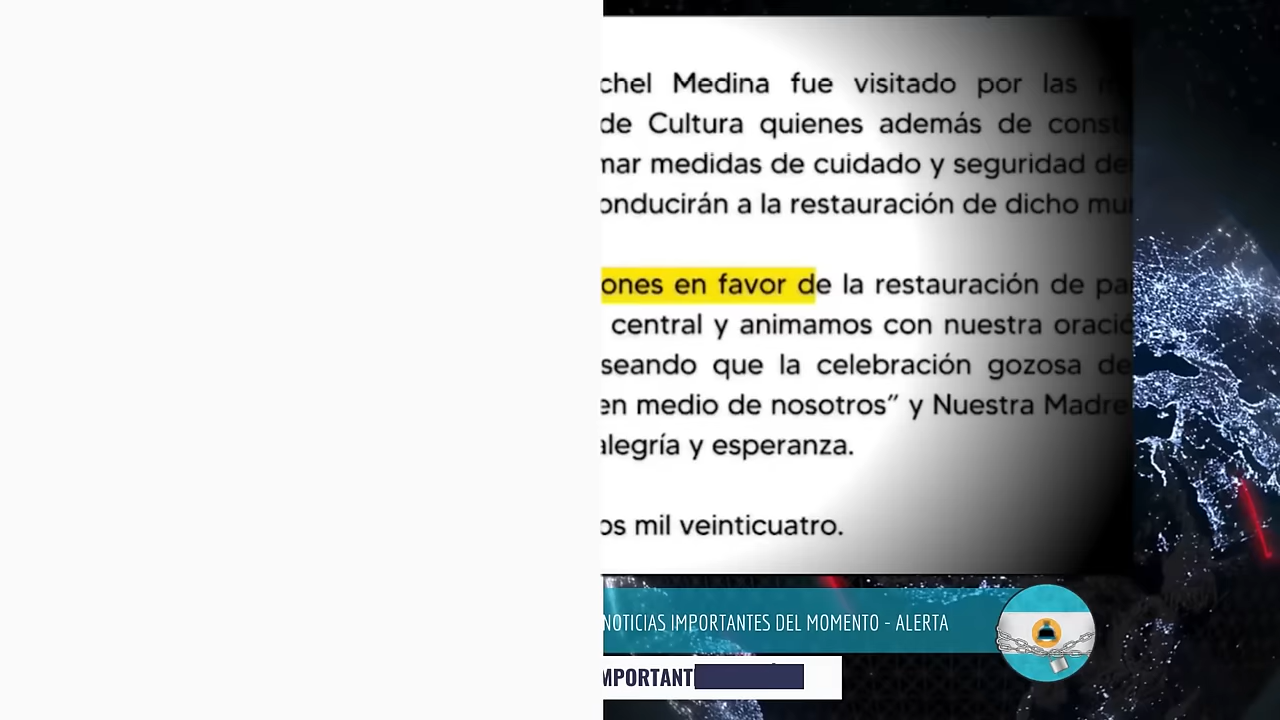 chel Medina fue visitado por las
de Cultura quienes además de const
mar medidas de cuidado y seguridad de
onducirán a la restauración de dicho mu
ones en favor de la restauración de pa
central y animamos con nuestra oració
seando que la celebración gozosa de
en medio de nosotros” y Nuestra Madre
alegría y esperanza.
os mil veinticuatro.
NOTICIAS IMPORTANTES DEL MOMENTO - ALERTA
MPORTANT